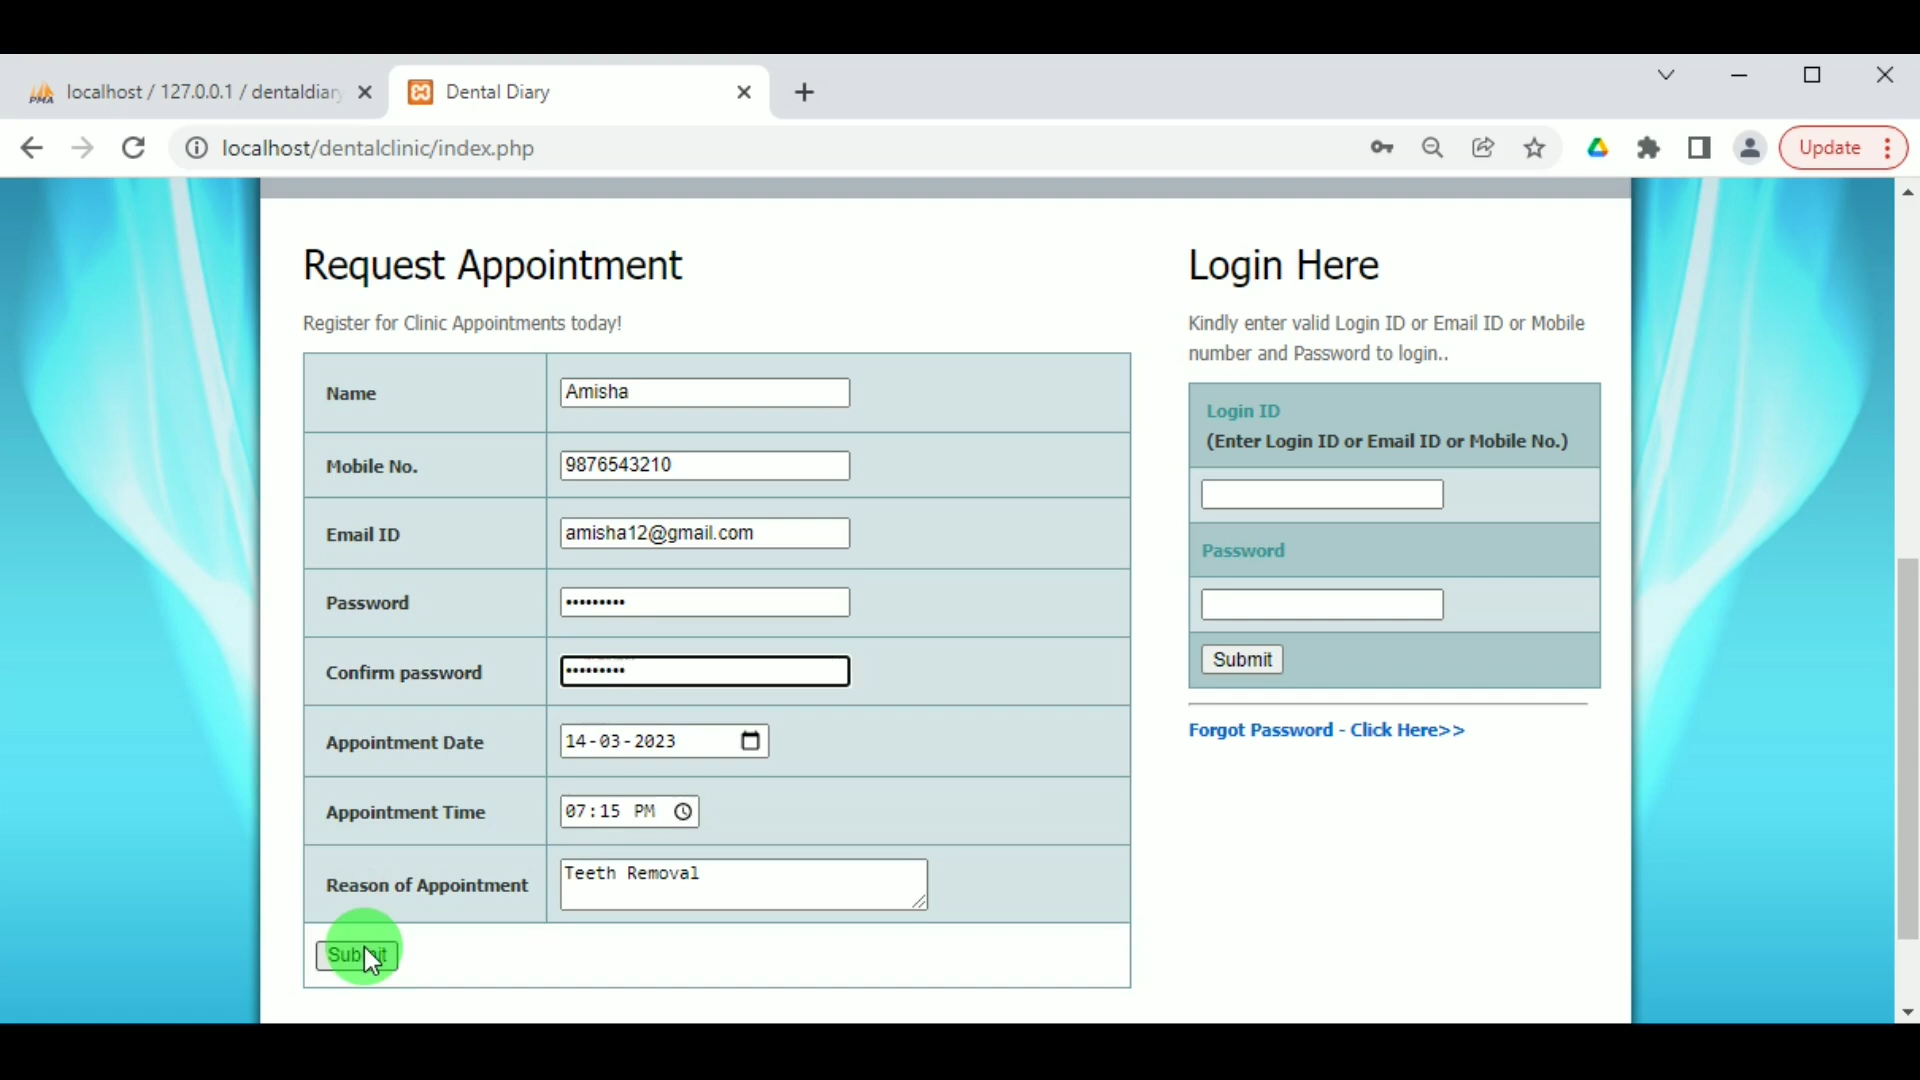 localhost / 127.0.0.1 / dentaldiary
Dental Diary
localhost/dentalclinic/index.php
Update
Request Appointment
Register for Clinic Appointments today!
Name
Amisha
Mobile No.
9876543210
Email ID
amisha12@gmail.com
Password
•••••••••
Confirm password
•••••••••
Appointment Date
14-03-2023
Appointment Time
07:15 PM
Reason of Appointment
Teeth Removal
Submit
Login Here
Kindly enter valid Login ID or Email ID or Mobile
number and Password to login..
Login ID
(Enter Login ID or Email ID or Mobile No.)
Password
Submit
Forgot Password - Click Here>>